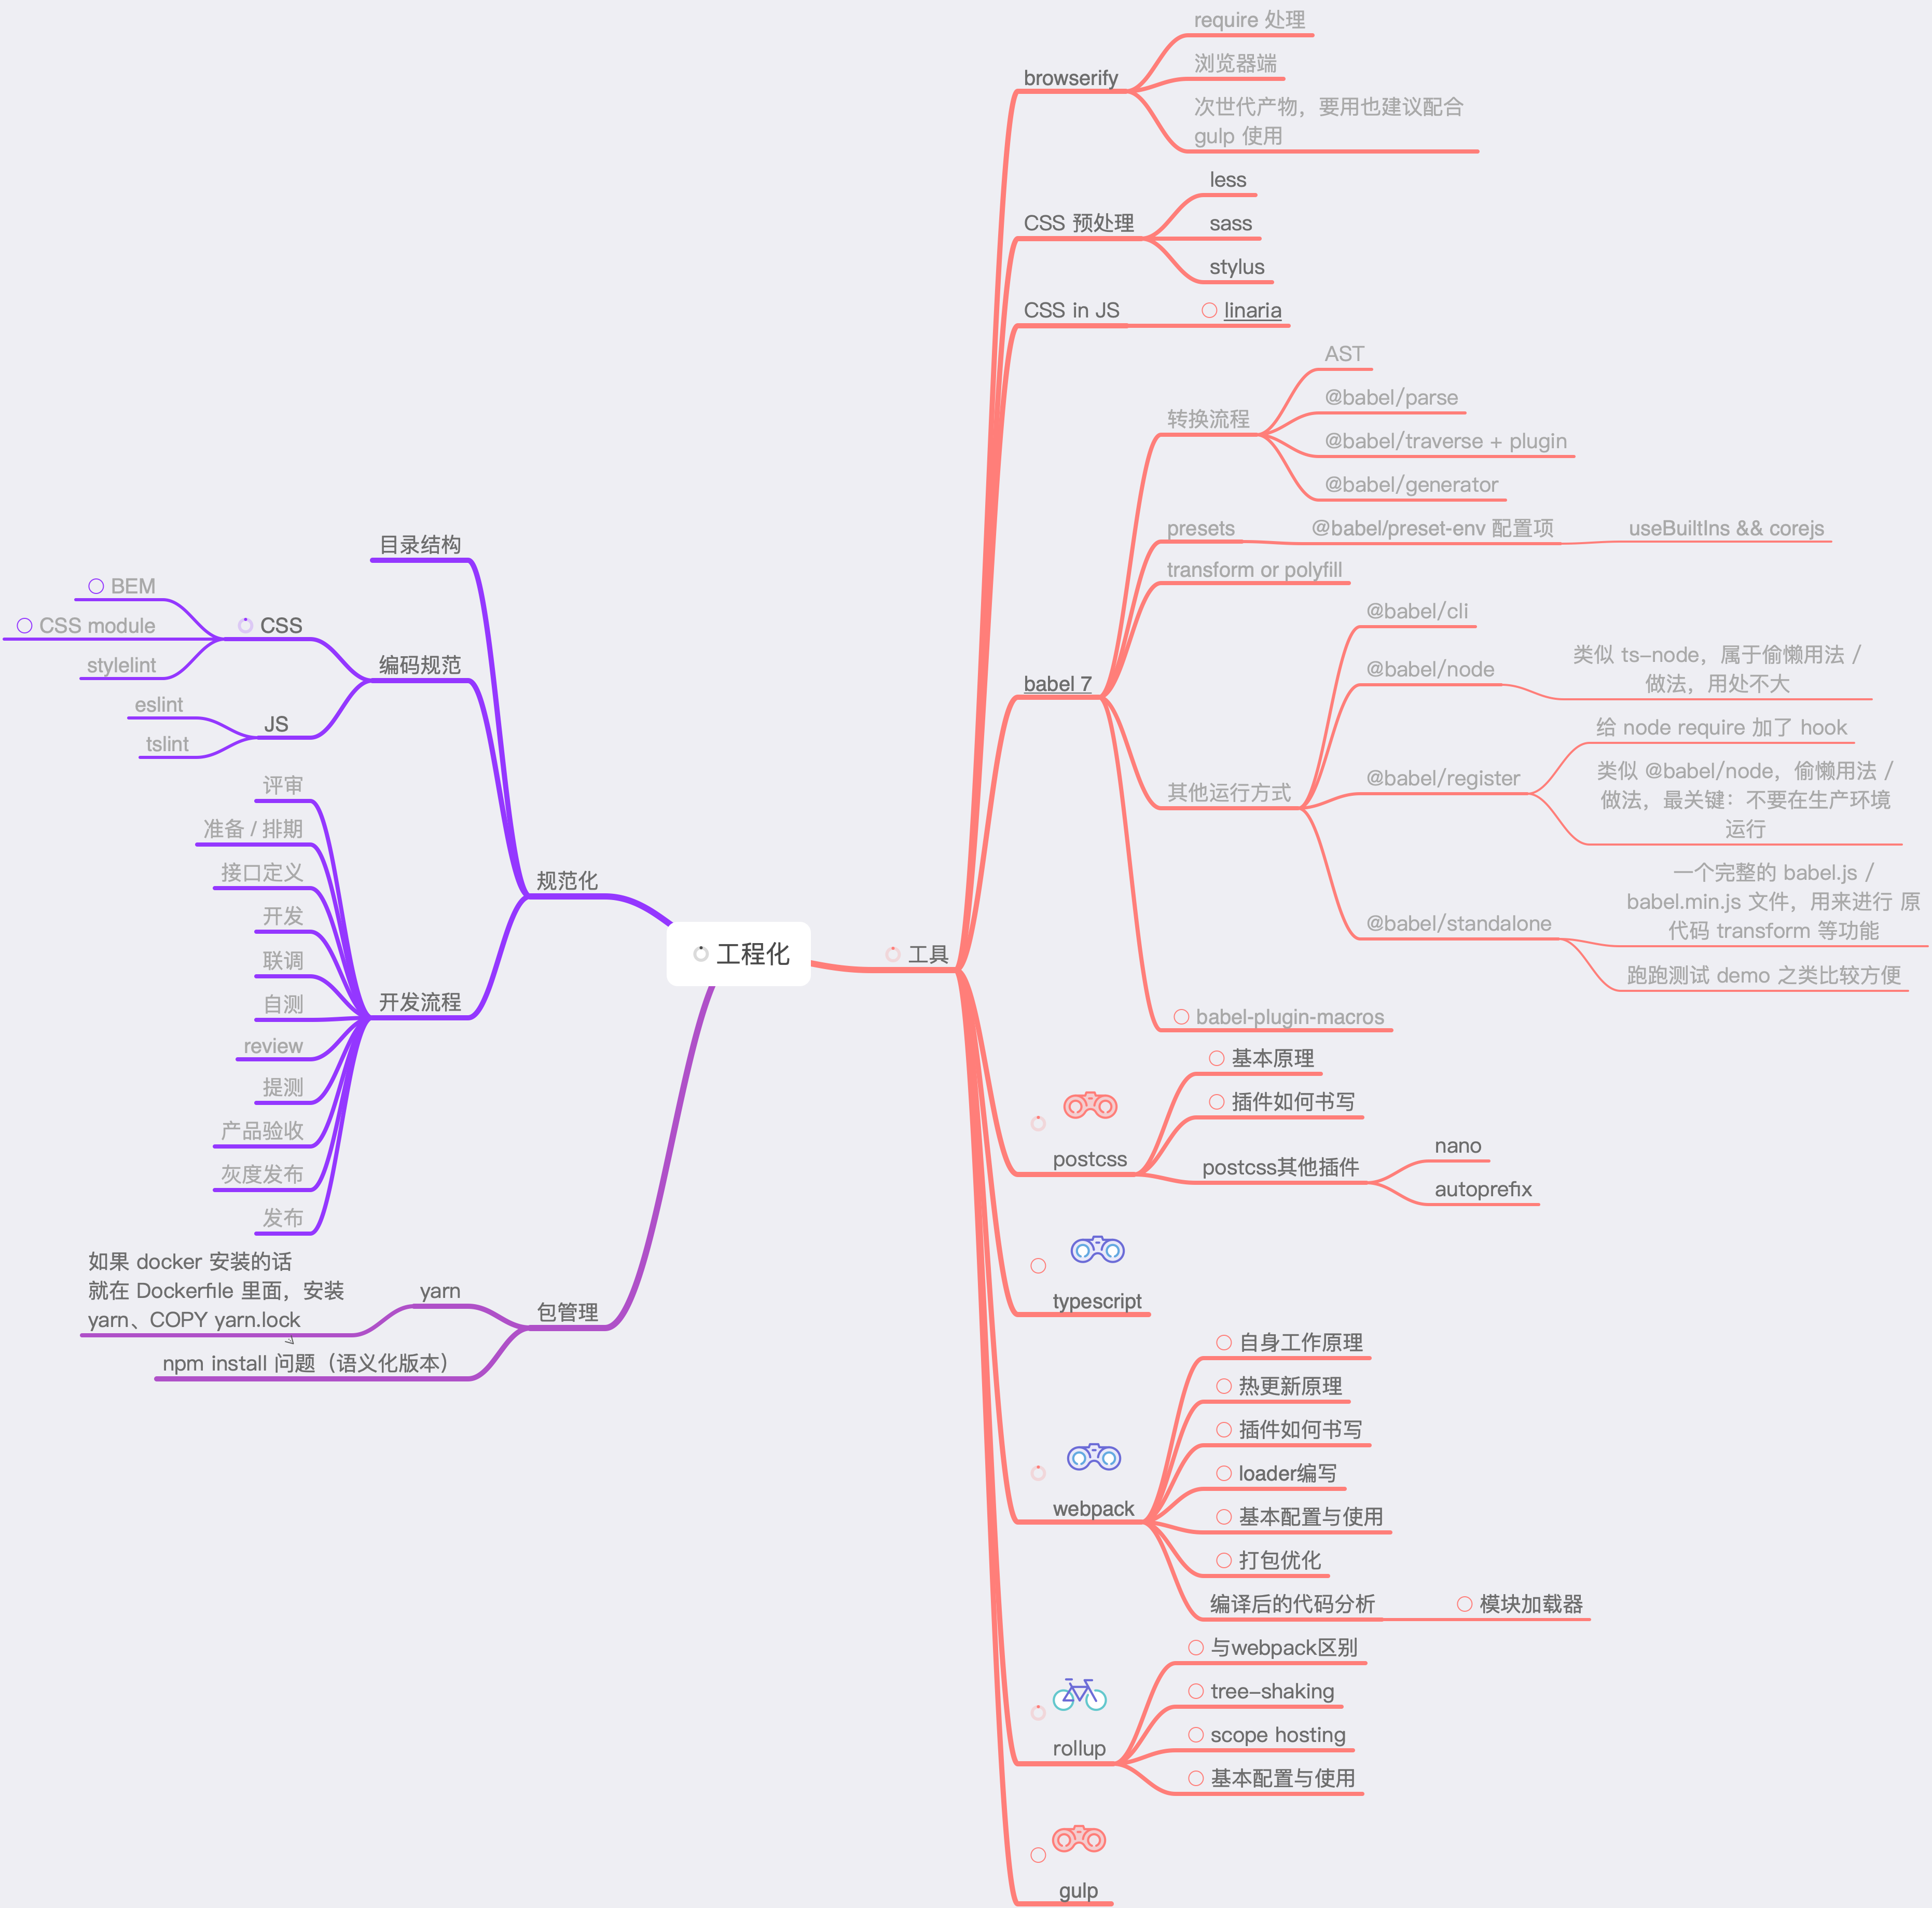 工程化
规范化
目录结构
编码规范
CSS
BEM
CSS module
stylelint
JS
eslint
tslint
开发流程
评审
准备 / 排期
接口定义
开发
联调
自测
review
提测
产品验收
灰度发布
发布
包管理
yarn
如果 docker 安装的话
就在 Dockerfile 里面，安装
yarn、COPY yarn.lock
npm install 问题（语义化版本）
工具
browserify
require 处理
浏览器端
次世代产物，要用也建议配合
gulp 使用
CSS 预处理
less
sass
stylus
CSS in JS
linaria
babel 7
转换流程
AST
@babel/parse
@babel/traverse + plugin
@babel/generator
presets
@babel/preset-env 配置项
useBuiltIns && corejs
transform or polyfill
其他运行方式
@babel/cli
@babel/node
类似 ts-node，属于偷懒用法 /
做法，用处不大
@babel/register
给 node require 加了 hook
类似 @babel/node，偷懒用法 /
做法，最关键：不要在生产环境
运行
@babel/standalone
一个完整的 babel.js /
babel.min.js 文件，用来进行 原
代码 transform 等功能
跑跑测试 demo 之类比较方便
babel-plugin-macros
postcss
基本原理
插件如何书写
postcss其他插件
nano
autoprefix
typescript
webpack
自身工作原理
热更新原理
插件如何书写
loader编写
基本配置与使用
打包优化
编译后的代码分析
模块加载器
rollup
与webpack区别
tree-shaking
scope hosting
基本配置与使用
gulp